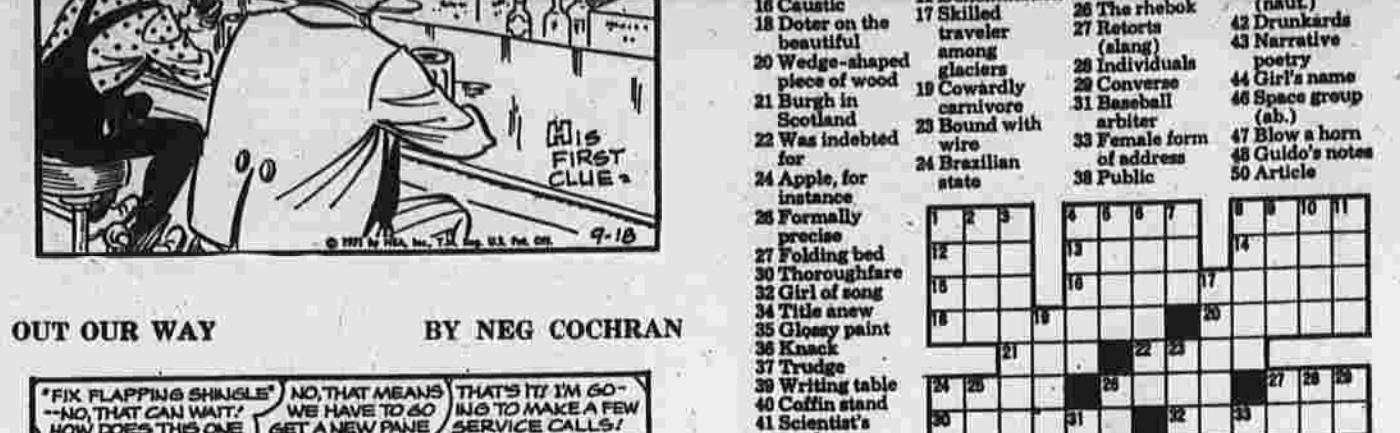 HIS
FIRST
CLUE
© 1971 by NEA, Inc., T.M. Reg. U.S. Pat. Off.
9-18
OUT OUR WAY
BY NEG COCHRAN
"FIX FLAPPING SHINGLE"
--NO, THAT CAN WAIT!
HOW DOES THIS ONE
NO, THAT MEANS
WE HAVE TO GO
GET A NEW PANE
THAT'S IT! I'M GO-
ING TO MAKE A FEW
SERVICE CALLS!
16 Caustic
18 Doter on the
beautiful
20 Wedge-shaped
piece of wood
21 Burgh in
Scotland
22 Was indebted
for
24 Apple, for
instance
26 Formally
precise
27 Folding bed
30 Thoroughfare
32 Girl of song
34 Title anew
35 Glossy paint
36 Knack
37 Trudge
39 Writing table
40 Coffin stand
41 Scientist's
17 Skilled
traveler
among
glaciers
19 Cowardly
carnivore
23 Bound with
wire
24 Brazilian
state
26 The rhebok
27 Retorts
(slang)
28 Individuals
29 Converse
31 Baseball
arbiter
33 Female form
of address
38 Public
(naut.)
42 Drunkards
43 Narrative
poetry
44 Girl's name
46 Space group
(ab.)
47 Blow a horn
48 Guido's notes
50 Article
1 2 3 4 5 6 7 8 9 10 11
12 13 14
15 16 17
18 19 20
21 22 23
24 25 26 27 28 29
30 31 32 33